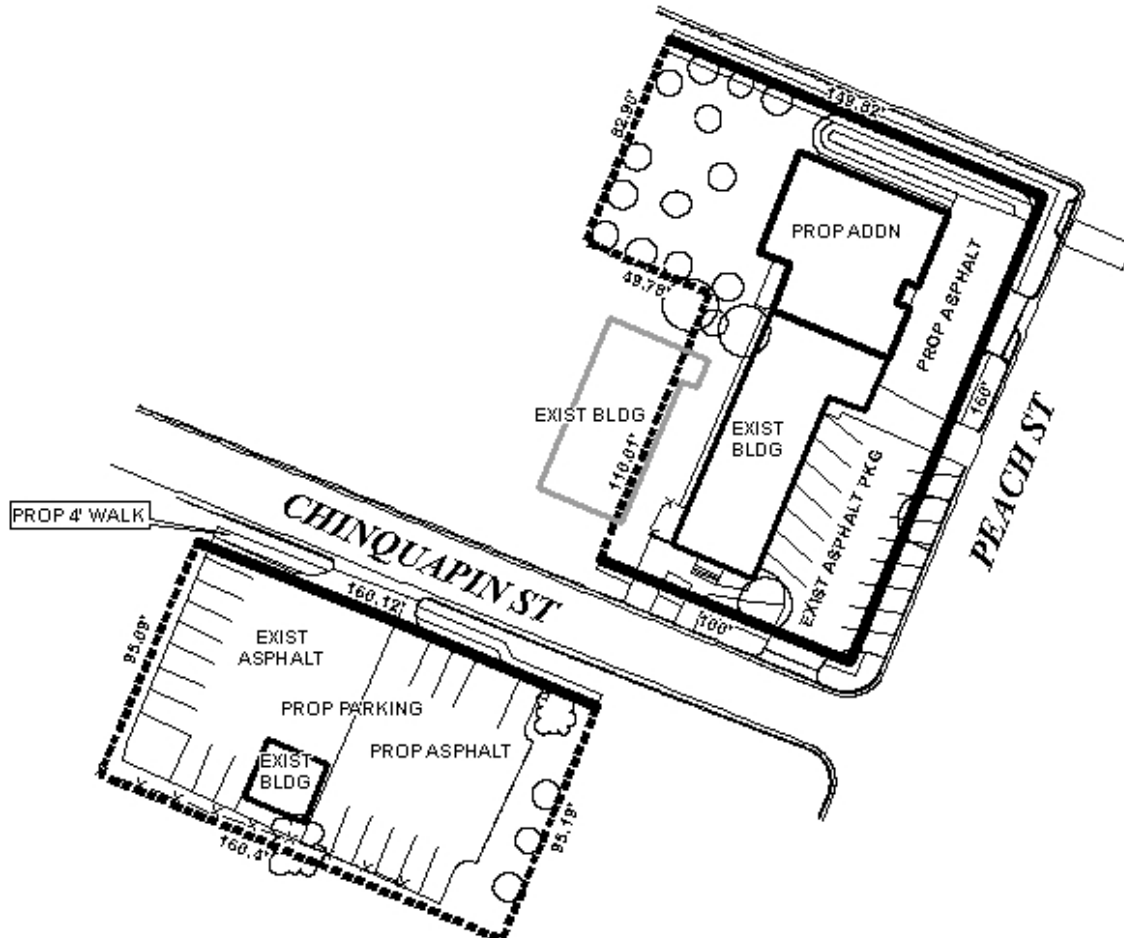 149.82'
82.90'
PROP ADDN
PROP ASPHALT
49.78'
160'
EXIST BLDG
EXIST
BLDG
110.01'
EXIST ASPHALT PKG
PEACH ST
PROP 4' WALK
CHINQUAPIN ST
100'
160.12'
95.09'
EXIST
ASPHALT
PROP PARKING
PROP ASPHALT
EXIST
BLDG
95.19'
160.4'